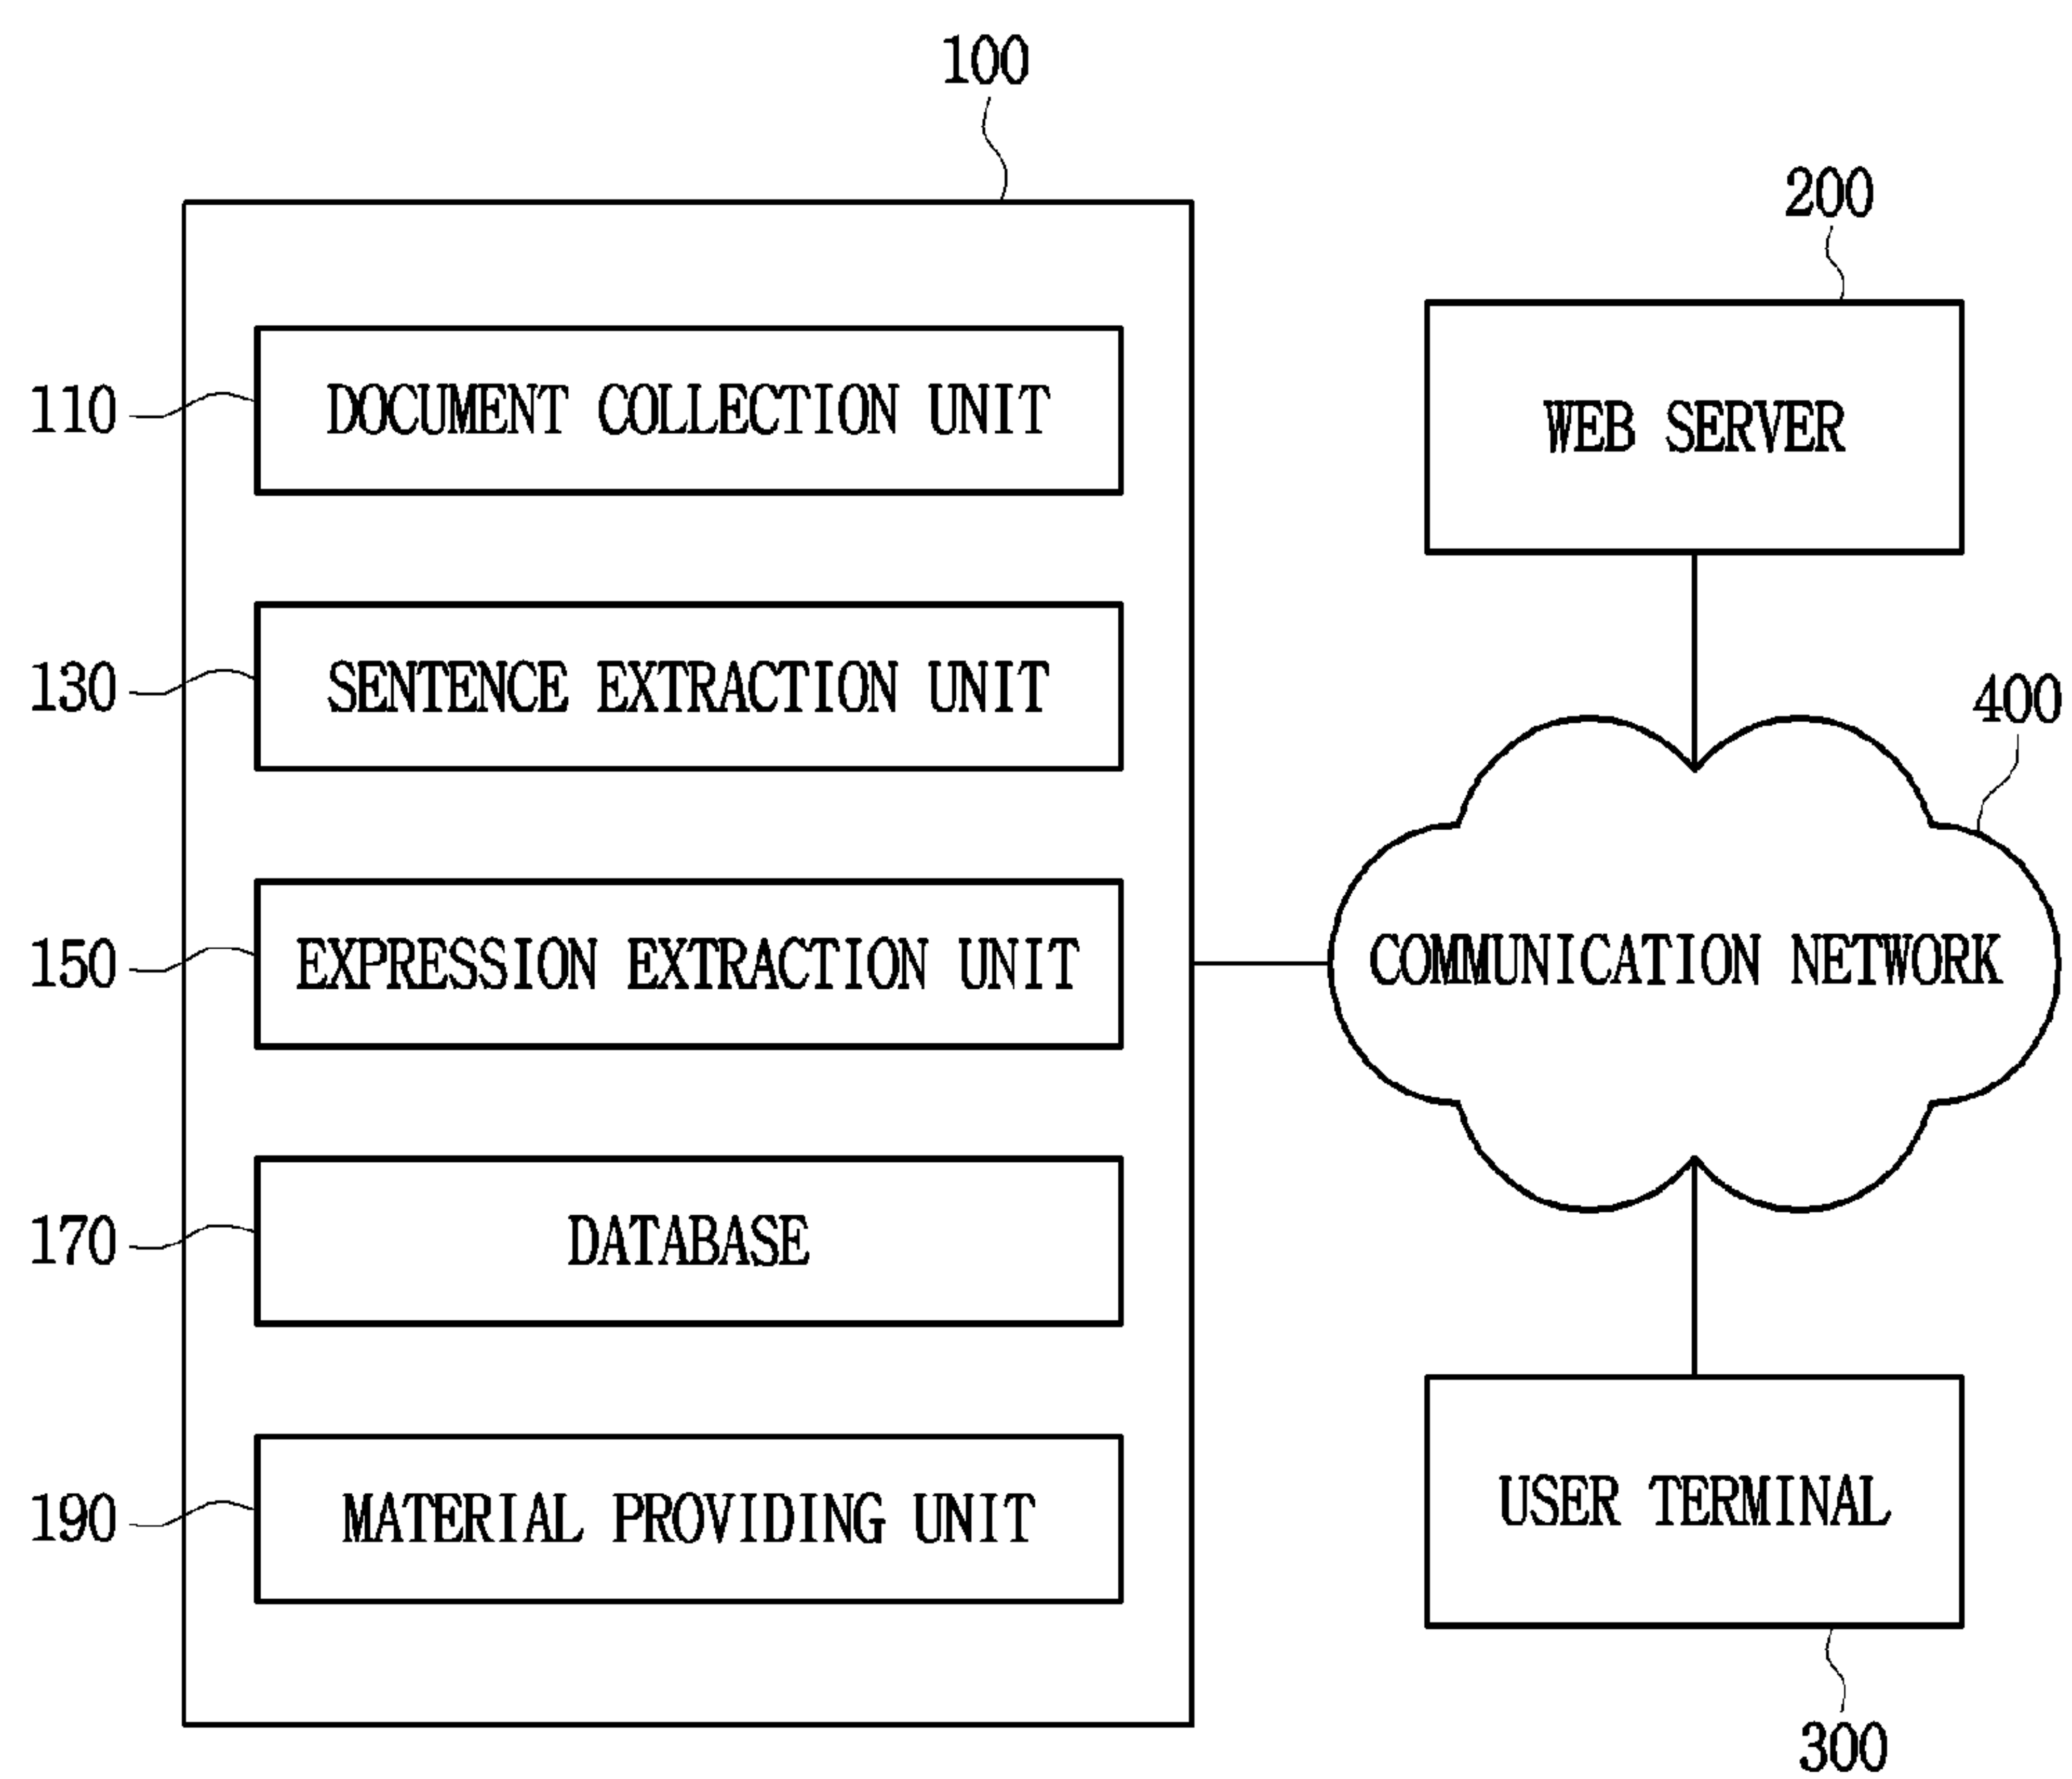 100
200
110
DOCUMENT COLLECTION UNIT
WEB SERVER
130
SENTENCE EXTRACTION UNIT
400
150
EXPRESSION EXTRACTION UNIT
COMMUNICATION NETWORK
170
DATABASE
190
MATERIAL PROVIDING UNIT
USER TERMINAL
300